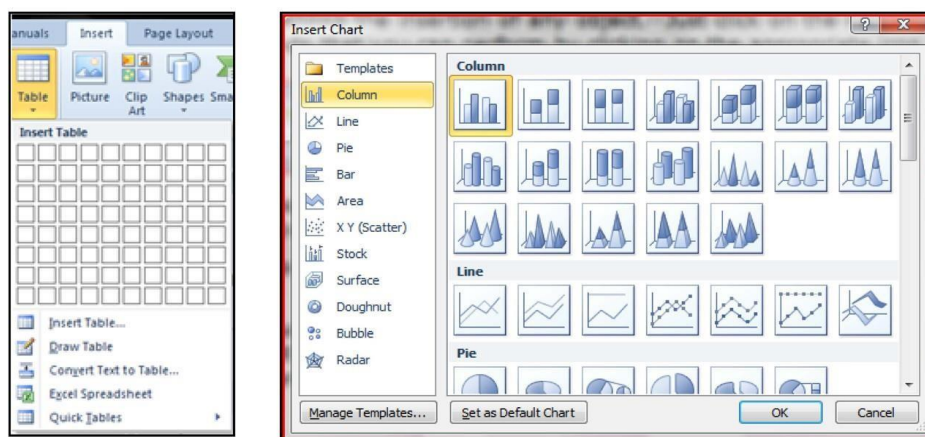 anuals Insert Page Layout
Table Picture Clip Art Shapes Sma
Insert Table
Insert Table...
Draw Table
Convert Text to Table...
Excel Spreadsheet
Quick Tables
Insert Chart
Templates
Column
Line
Pie
Bar
Area
X Y (Scatter)
Stock
Surface
Doughnut
Bubble
Radar
Column
Line
Pie
Manage Templates...
Set as Default Chart
OK
Cancel